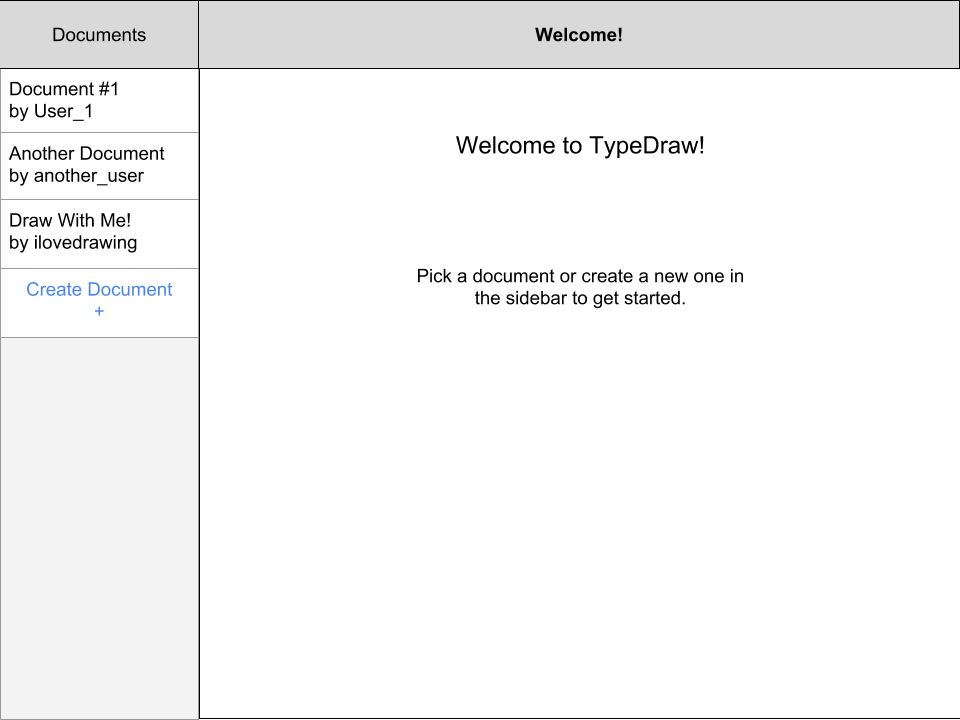 Documents
Welcome!
Document #1
by User_1
Another Document
by another_user
Draw With Me!
by ilovedrawing
Create Document
+
Welcome to TypeDraw!
Pick a document or create a new one in
the sidebar to get started.